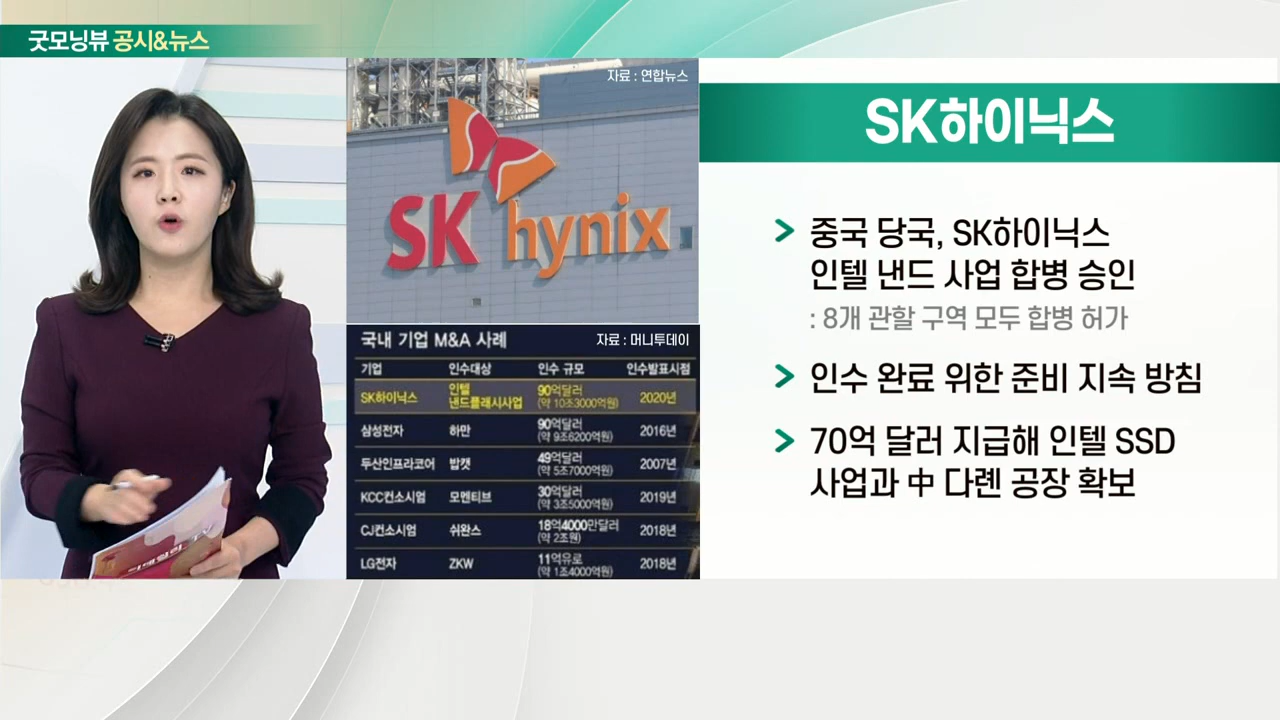 굿모닝뷰 공시&뉴스
자료 : 연합뉴스
SK hynix
국내 기업 M&A 사례 자료 : 머니투데이
기업 인수대상 인수 규모 인수발표시점
SK하이닉스 인텔 낸드플래시사업 90억달러 (약 10조3000억원) 2020년
삼성전자 하만 90억달러 (약 9조6200억원) 2016년
두산인프라코어 밥캣 49억달러 (약 5조7000억원) 2007년
KCC컨소시엄 모멘티브 30억달러 (약 3조5000억원) 2019년
CJ컨소시엄 쉬완스 18억4000만달러 (약 2조원) 2018년
LG전자 ZKW 11억유로 (약 1조4000억원) 2018년
SK하이닉스
중국 당국, SK하이닉스
인텔 낸드 사업 합병 승인
: 8개 관할 구역 모두 합병 허가
인수 완료 위한 준비 지속 방침
70억 달러 지급해 인텔 SSD
사업과 中 다롄 공장 확보